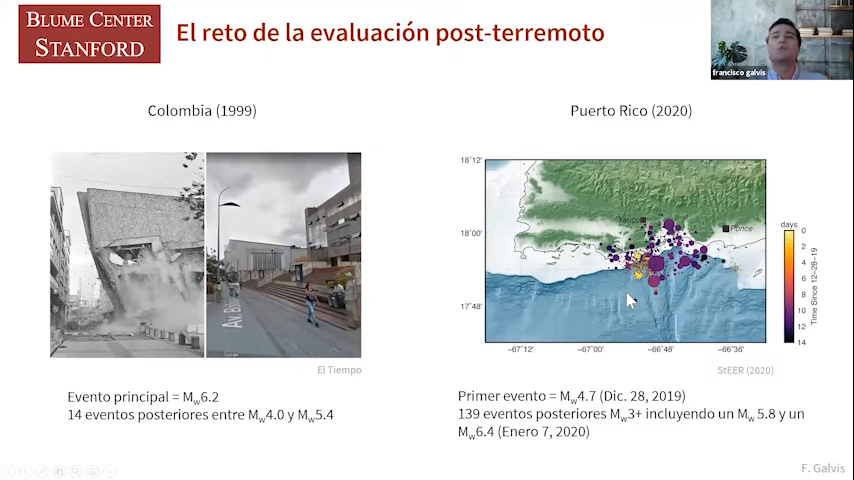 BLUME CENTER
STANFORD
El reto de la evaluación post-terremoto
francisco galvis
Colombia (1999)
Puerto Rico (2020)
Google
El Tiempo
18°12'
18°00'
17°48'
Yauco
Ponce
−67°12'
−67°00'
−66°48'
−66°36'
days
0
2
4
6
8
10
12
14
Time Since 12-28-19
StEER (2020)
Evento principal = Mw6.2
14 eventos posteriores entre Mw4.0 y Mw5.4
Primer evento = Mw4.7 (Dic. 28, 2019)
139 eventos posteriores Mw3+ incluyendo un Mw 5.8 y un
Mw6.4 (Enero 7, 2020)
F. Galvis